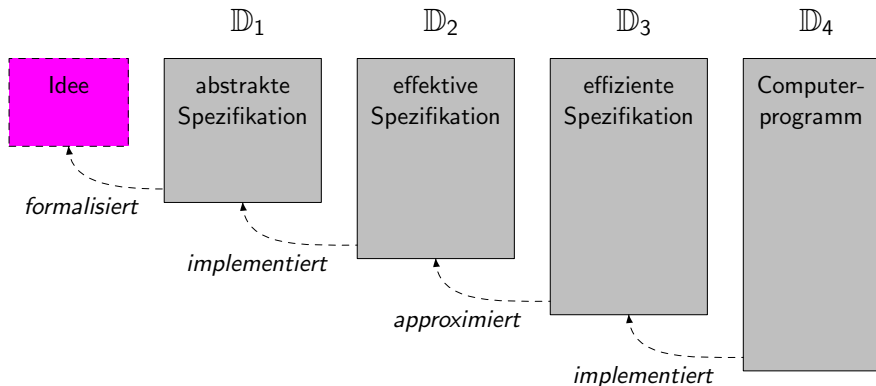 𝔻1
𝔻2
𝔻3
𝔻4
Idee
abstrakte
Spezifikation
effektive
Spezifikation
effiziente
Spezifikation
Computer-
programm
formalisiert
implementiert
approximiert
implementiert